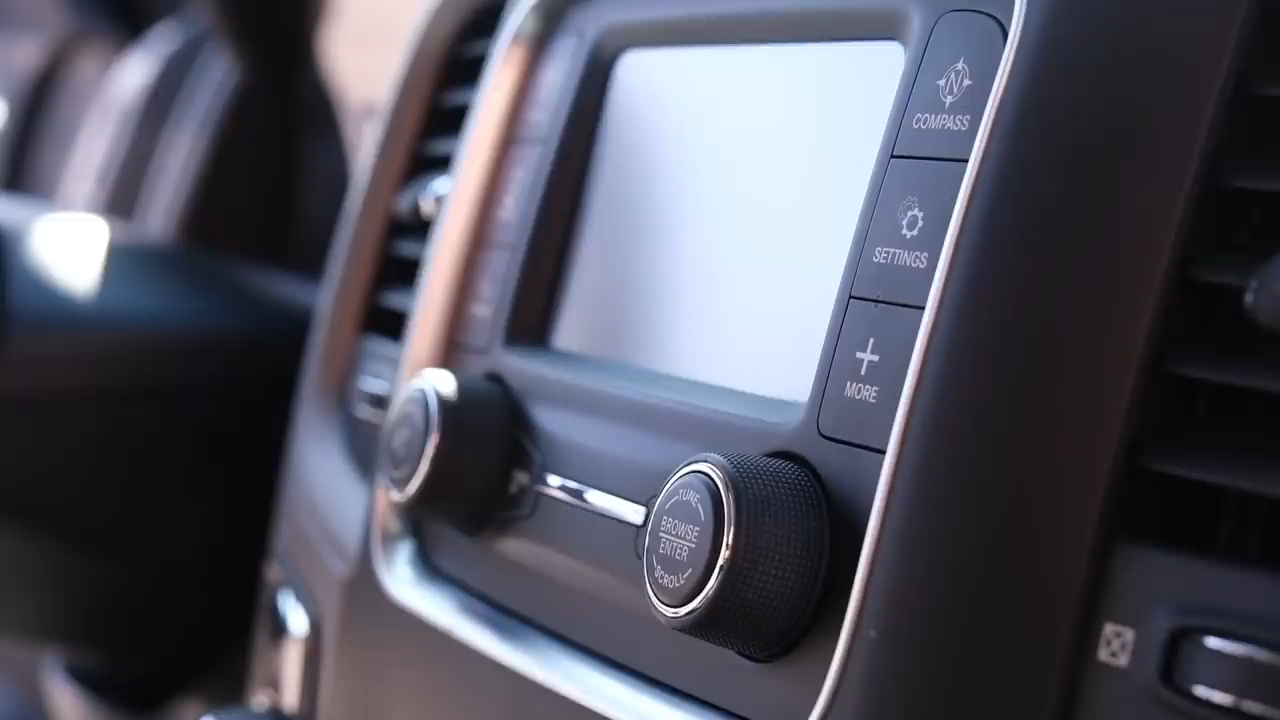 N
COMPASS
SETTINGS
MORE
TUNE
BROWSE
ENTER
SCROLL